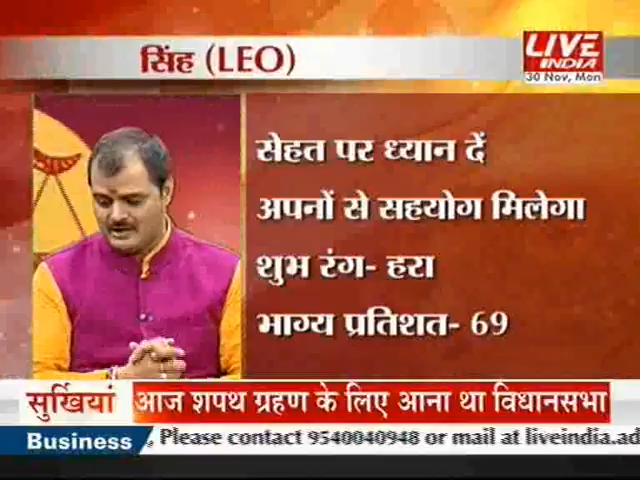 सिंह (LEO)
LIVE
INDIA
30 Nov, Mon
सेहत पर ध्यान दें
अपनों से सहयोग मिलेगा
शुभ रंग- हरा
भाग्य प्रतिशत- 69
सुर्खियां आज शपथ ग्रहण के लिए आना था विधानसभा
Business , Please contact 9540040948 or mail at liveindia.ad